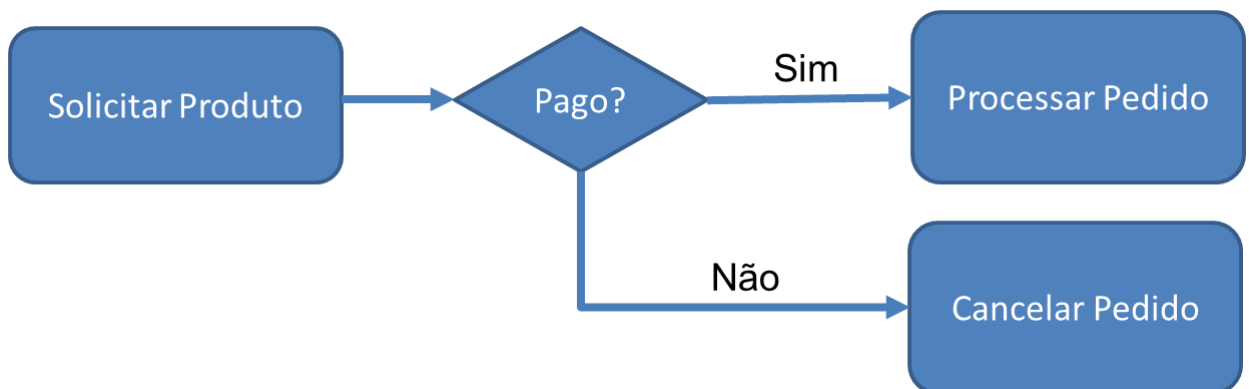 Solicitar Produto
Pago?
Sim
Processar Pedido
Não
Cancelar Pedido